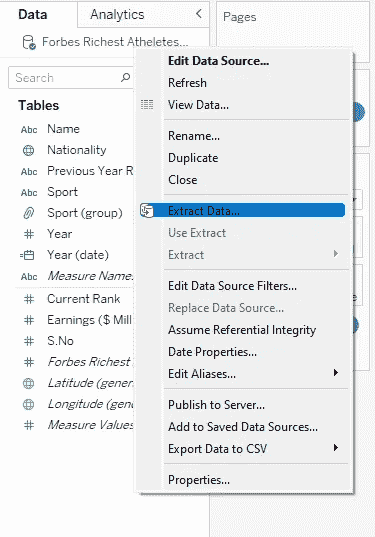 Data
Analytics
Pages
Forbes Richest Atheletes...
Search
Tables
Abc Name
Nationality
Abc Previous Year R
Abc Sport
Sport (group)
# Year
Year (date)
Abc Measure Names
# Current Rank
# Earnings ($ Mill
# S.No
# Forbes Richest
Latitude (gener
Longitude (gene
# Measure Values
Edit Data Source...
Refresh
View Data...
Rename...
Duplicate
Close
Extract Data...
Use Extract
Extract
Edit Data Source Filters...
Replace Data Source...
Assume Referential Integrity
Date Properties...
Edit Aliases...
Publish to Server...
Add to Saved Data Sources...
Export Data to CSV
Properties...